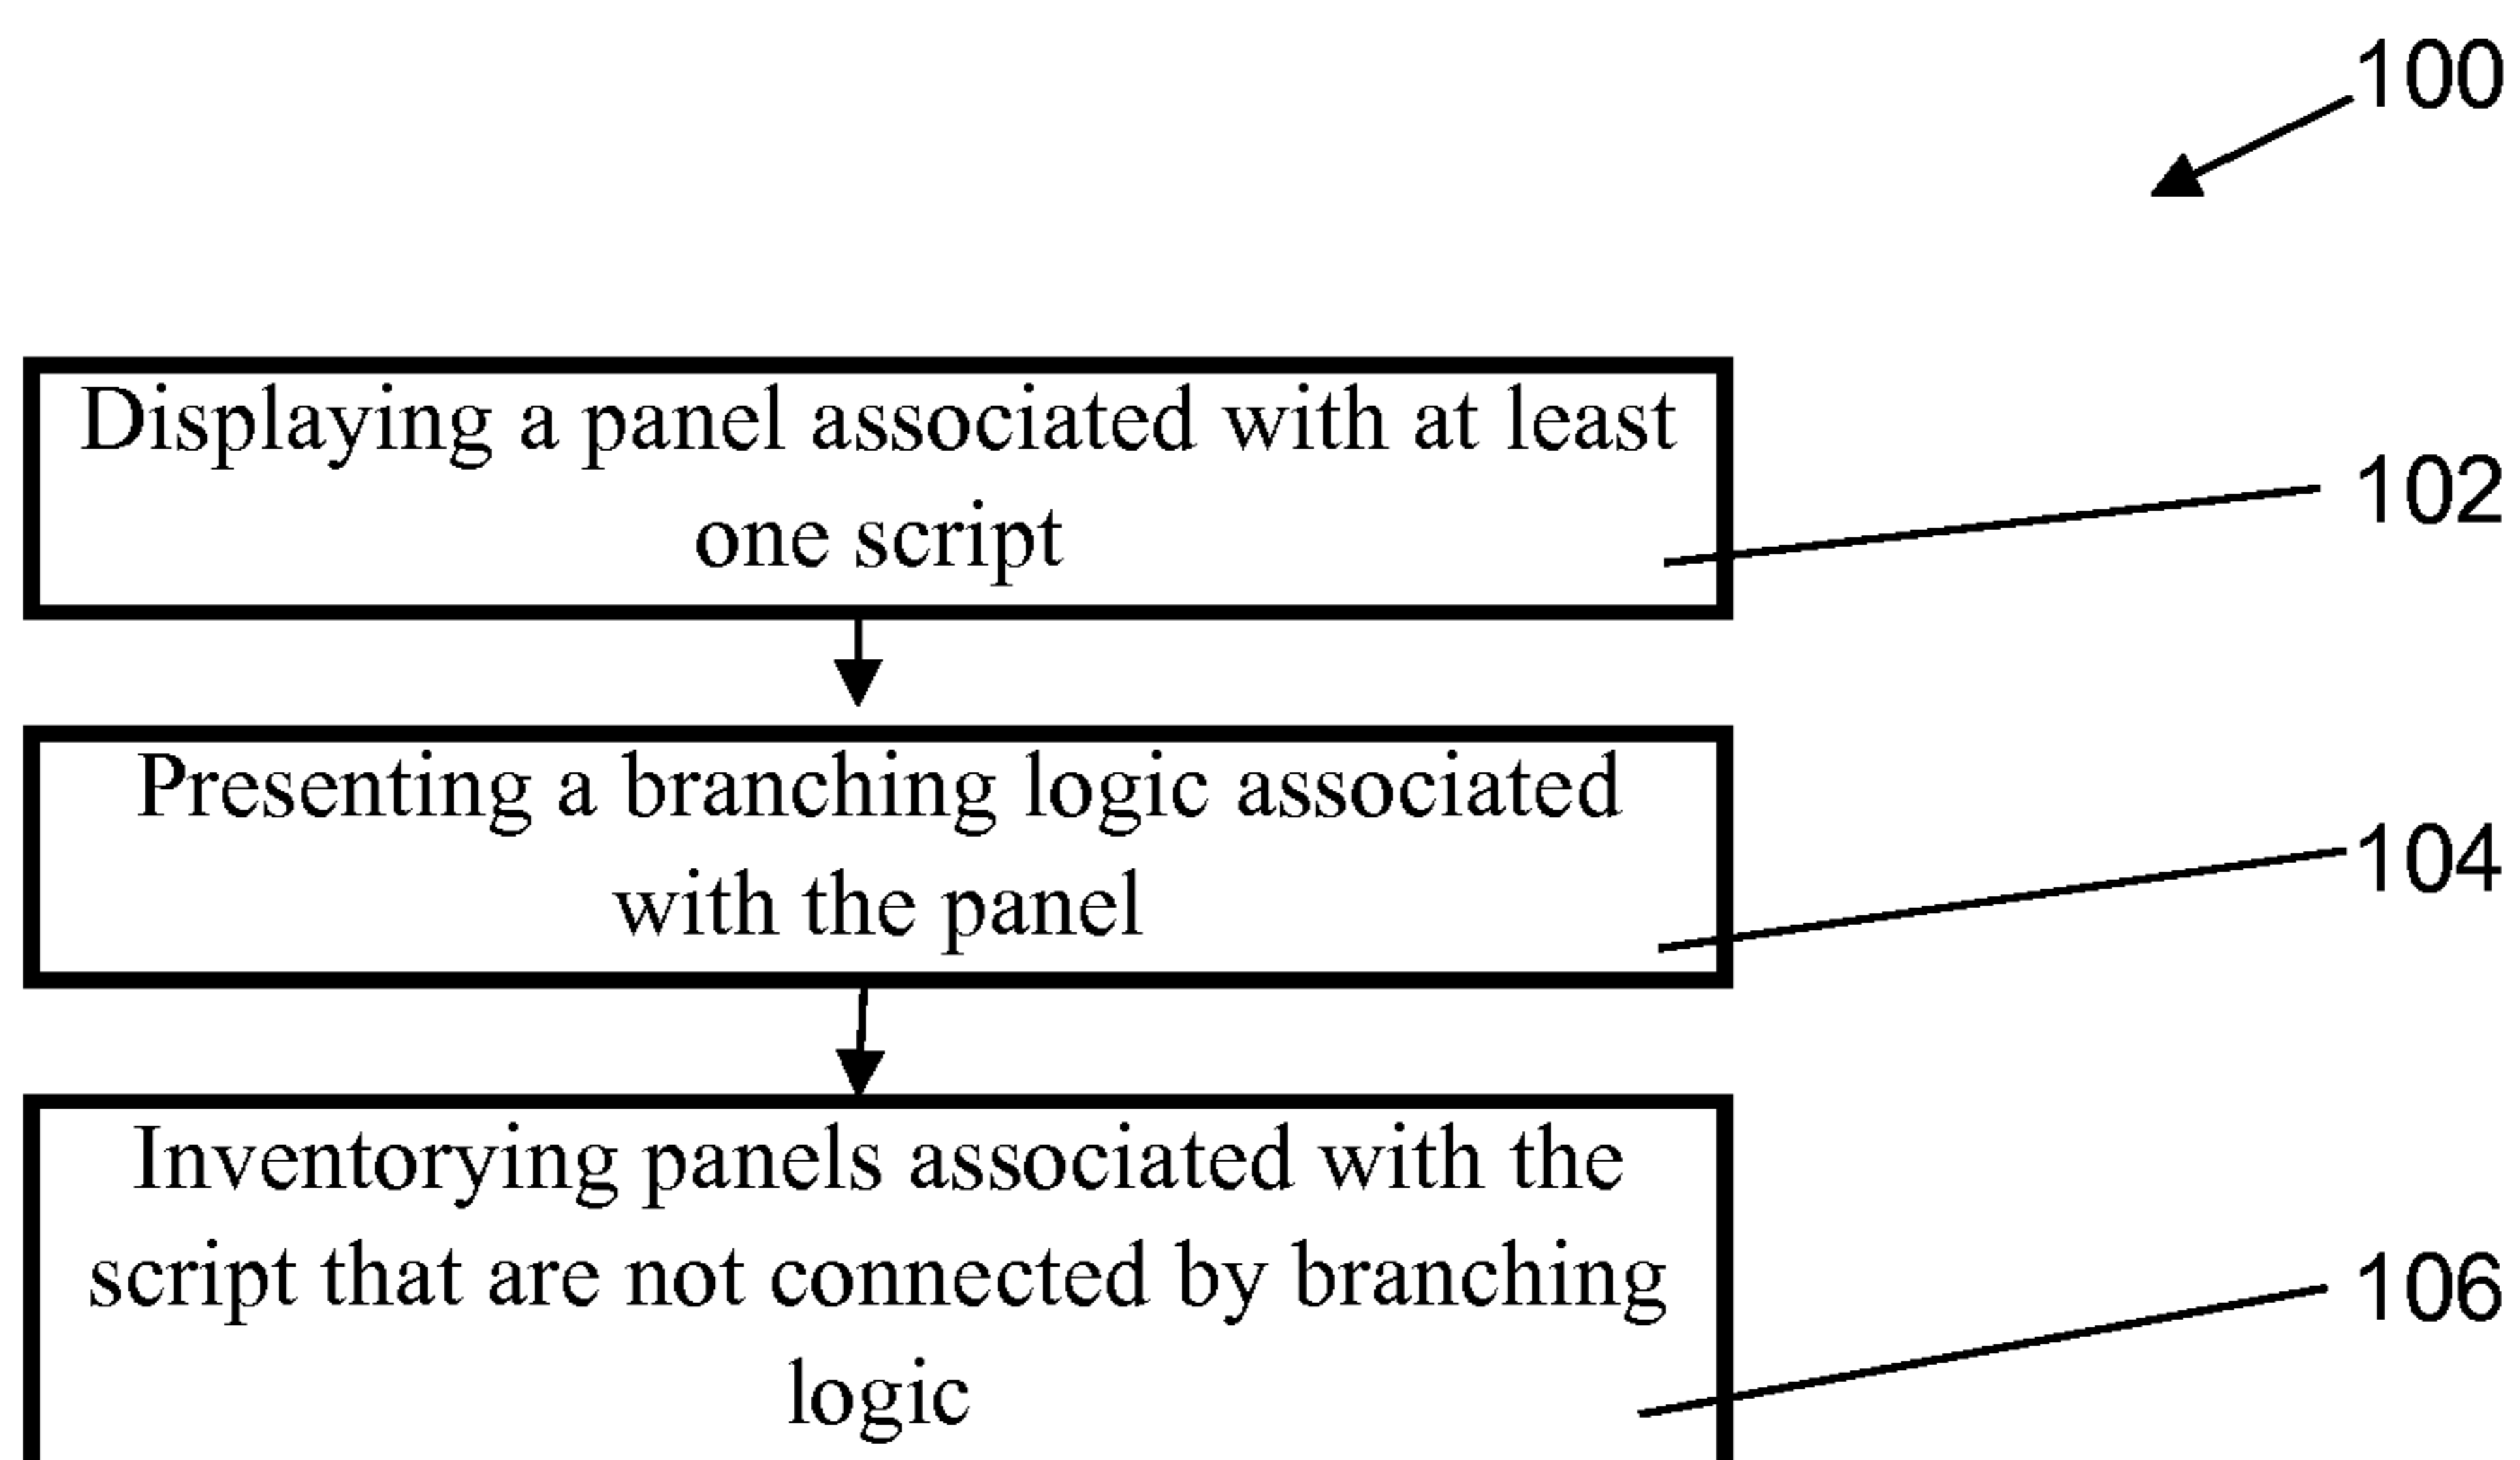 100
Displaying a panel associated with at least
one script
102
Presenting a branching logic associated
with the panel
104
Inventorying panels associated with the
script that are not connected by branching
logic
106